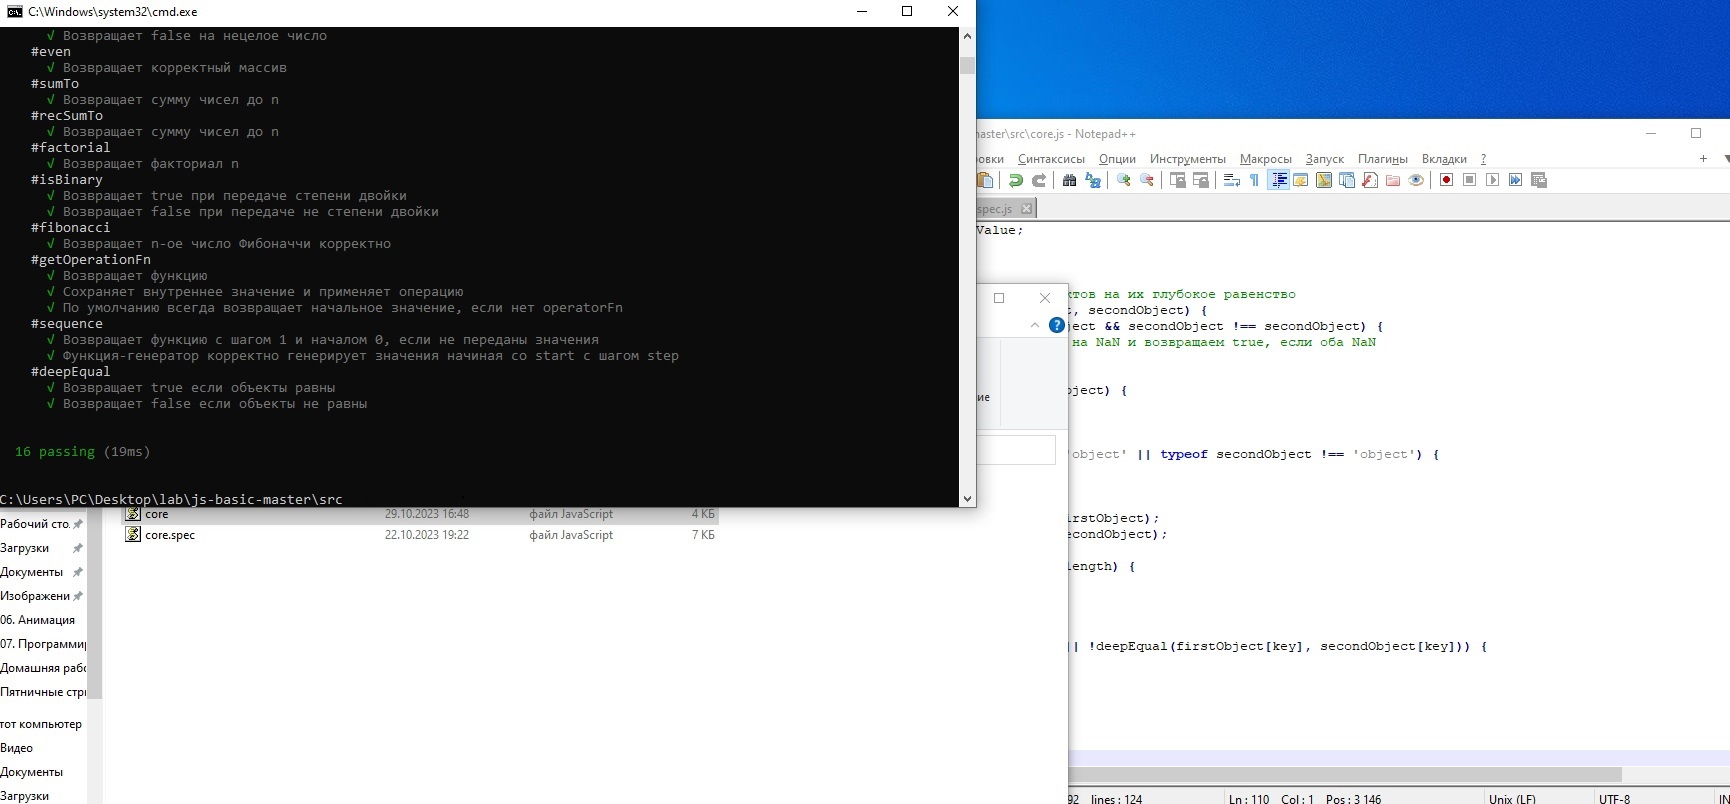 C:\Windows\system32\cmd.exe
√ Возвращает false на нецелое число
#even
√ Возвращает корректный массив
#sumTo
√ Возвращает сумму чисел до n
#recSumTo
√ Возвращает сумму чисел до n
#factorial
√ Возвращает факториал n
#isBinary
√ Возвращает true при передаче степени двойки
√ Возвращает false при передаче не степени двойки
#fibonacci
√ Возвращает n-ое число Фибоначчи корректно
#getOperationFn
√ Возвращает функцию
√ Сохраняет внутреннее значение и применяет операцию
√ По умолчанию всегда возвращает начальное значение, если нет operatorFn
#sequence
√ Возвращает функцию с шагом 1 и началом 0, если не переданы значения
√ Функция-генератор корректно генерирует значения начиная со start с шагом step
#deepEqual
√ Возвращает true если объекты равны
√ Возвращает false если объекты не равны
16 passing (19ms)
C:\Users\PC\Desktop\lab\js-basic-master\src
aster\src\core.js - Notepad++
овки Синтаксисы Опции Инструменты Макросы Запуск Плагины Вкладки ?
spec.js
Value;
ктов на их глубокое равенство
t, secondObject) {
ject && secondObject !== secondObject) {
на NaN и возвращаем true, если оба NaN
bject) {
'object' || typeof secondObject !== 'object') {
irstObject);
econdObject);
length) {
|| !deepEqual(firstObject[key], secondObject[key])) {
ие
core 29.10.2023 16:48 файл JavaScript 4 КБ
core.spec 22.10.2023 19:22 файл JavaScript 7 КБ
Рабочий сто.
Загрузки
Документы
Изображени
06. Анимация
07. Программир
Домашняя рабо
Пятничные стри
тот компьютер
Видео
Документы
Загрузки
92 lines : 124 Ln : 110 Col : 1 Pos : 3 146 Unix (LF) UTF-8 IN